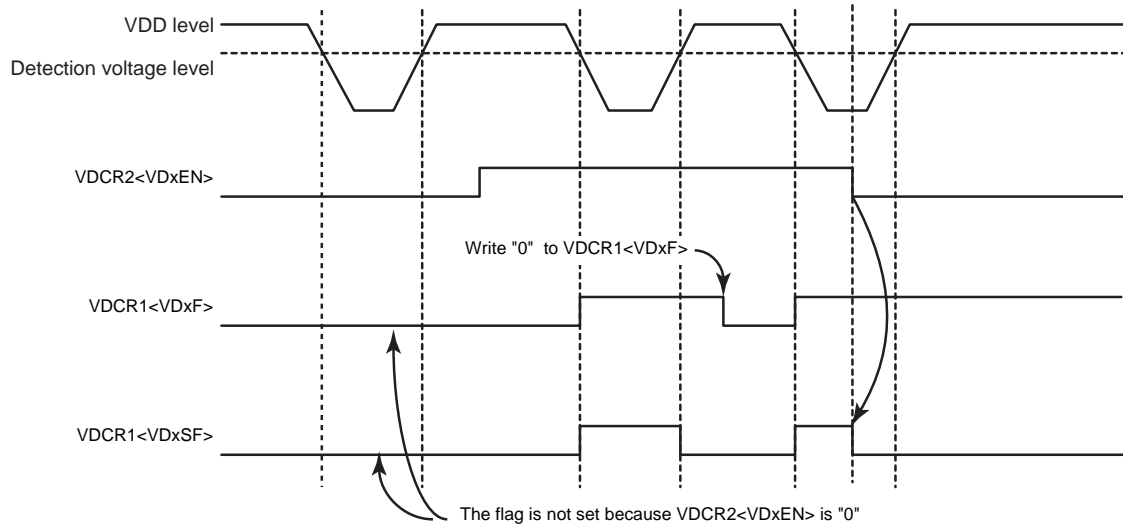 VDD level
Detection voltage level
VDCR2<VDxEN>
Write "0" to VDCR1<VDxF>
VDCR1<VDxF>
VDCR1<VDxSF>
The flag is not set because VDCR2<VDxEN> is "0"